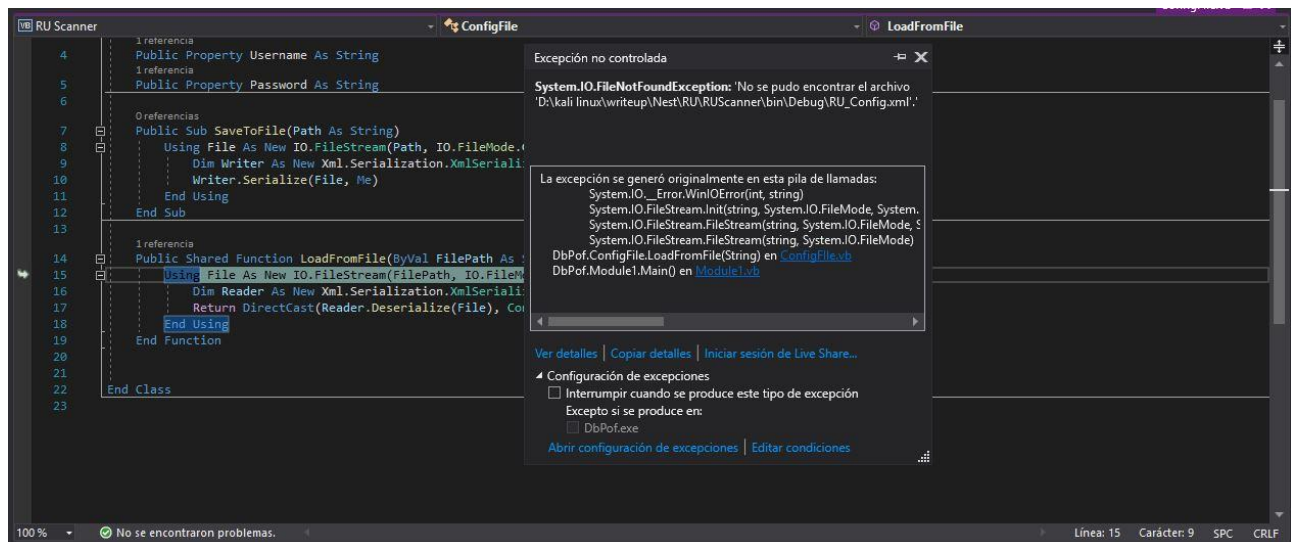 RU Scanner
ConfigFile
LoadFromFile
1 referencia
4 Public Property Username As String
1 referencia
5 Public Property Password As String
6
0 referencias
7 Public Sub SaveToFile(Path As String)
8 Using File As New IO.FileStream(Path, IO.FileMode.
9 Dim Writer As New Xml.Serialization.XmlSeriali
10 Writer.Serialize(File, Me)
11 End Using
12 End Sub
13
1 referencia
14 Public Shared Function LoadFromFile(ByVal FilePath As
15 Using File As New IO.FileStream(FilePath, IO.FileM
16 Dim Reader As New Xml.Serialization.XmlSeriali
17 Return DirectCast(Reader.Deserialize(File), Co
18 End Using
19 End Function
20
21
22 End Class
23
Excepción no controlada
System.IO.FileNotFoundException: 'No se pudo encontrar el archivo
'D:\kali linux\writeup\Nest\RU\RUScanner\bin\Debug\RU_Config.xml'.'
La excepción se generó originalmente en esta pila de llamadas:
System.IO.__Error.WinIOError(int, string)
System.IO.FileStream.Init(string, System.IO.FileMode, System.
System.IO.FileStream.FileStream(string, System.IO.FileMode, S
System.IO.FileStream.FileStream(string, System.IO.FileMode)
DbPof.ConfigFile.LoadFromFile(String) en ConfigFIle.vb
DbPof.Module1.Main() en Module1.vb
Ver detalles | Copiar detalles | Iniciar sesión de Live Share...
Configuración de excepciones
Interrumpir cuando se produce este tipo de excepción
Excepto si se produce en:
DbPof.exe
Abrir configuración de excepciones | Editar condiciones
100 % No se encontraron problemas. Línea: 15 Carácter: 9 SPC CRLF